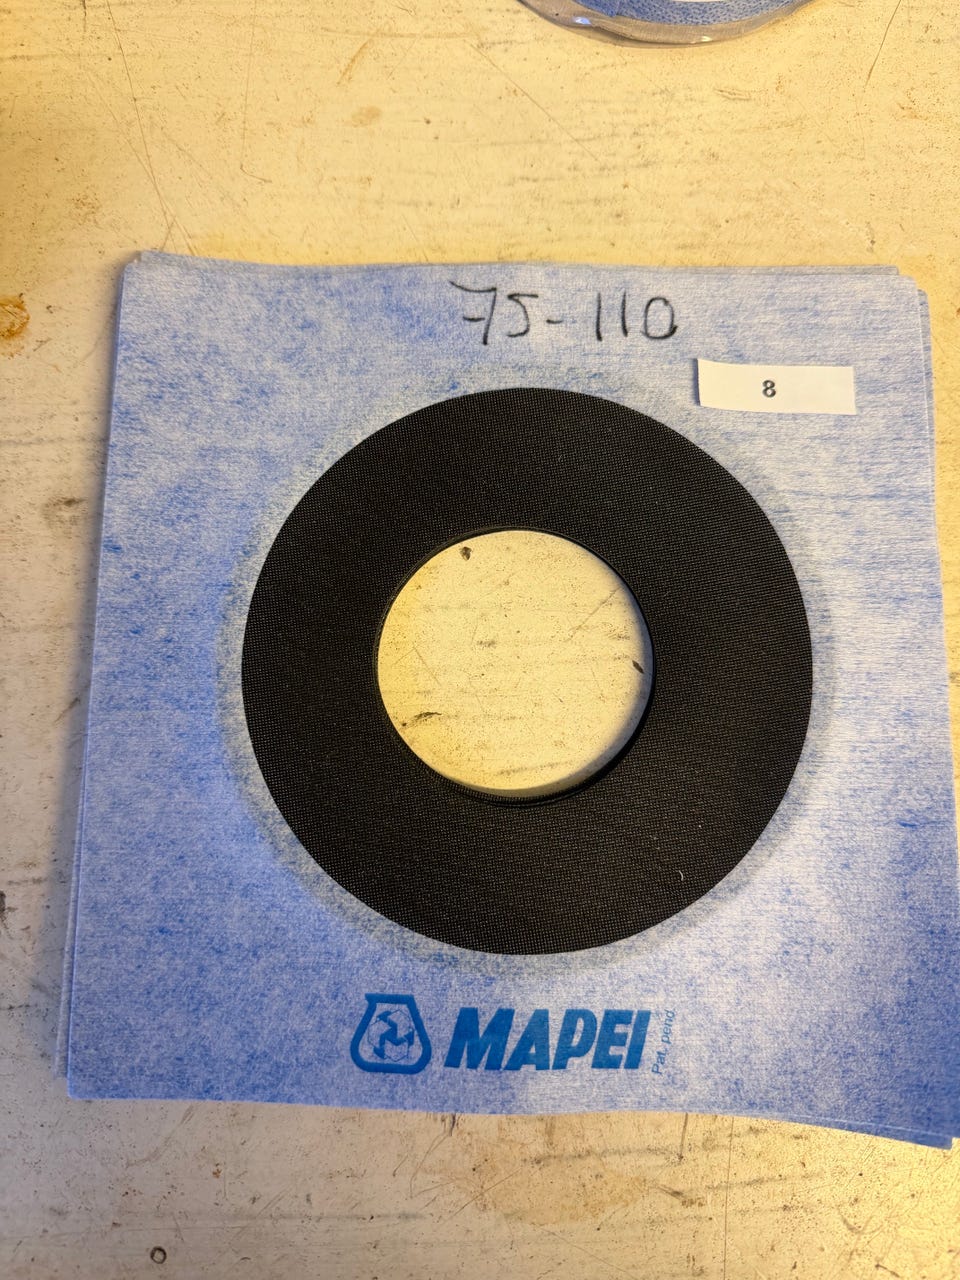 75-110
8
MAPEI
Pat. pend.